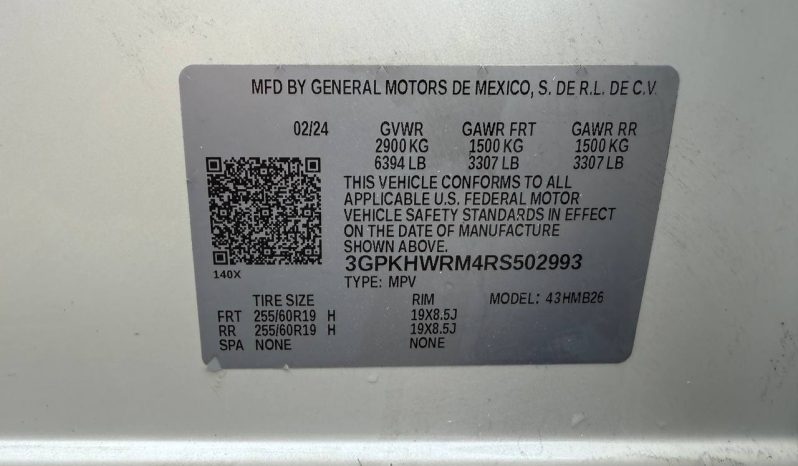 MFD BY GENERAL MOTORS DE MEXICO, S. DE R.L. DE C.V.
02/24 GVWR GAWR FRT GAWR RR
2900 KG 1500 KG 1500 KG
6394 LB 3307 LB 3307 LB
THIS VEHICLE CONFORMS TO ALL
APPLICABLE U.S. FEDERAL MOTOR
VEHICLE SAFETY STANDARDS IN EFFECT
ON THE DATE OF MANUFACTURE
SHOWN ABOVE.
3GPKHWRM4RS502993
140X
TYPE: MPV
TIRE SIZE RIM MODEL: 43HMB26
FRT 255/60R19 H 19X8.5J
RR 255/60R19 H 19X8.5J
SPA NONE NONE